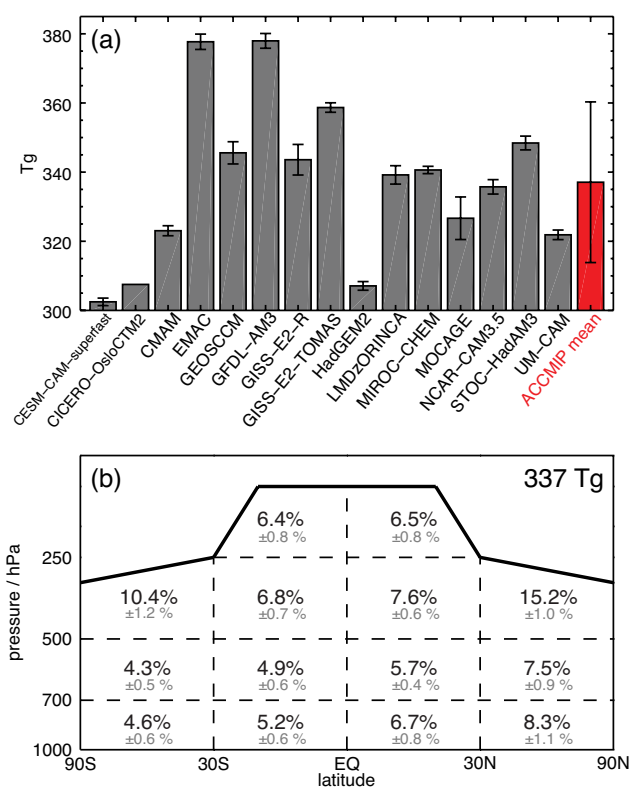 (a)
Tg
380
360
340
320
300
CESM-CAM-superfast
CICERO-OsloCTM2
CMAM
EMAC
GEOSCCM
GFDL-AM3
GISS-E2-R
GISS-E2-TOMAS
HadGEM2
LMDzORINCA
MIROC-CHEM
MOCAGE
NCAR-CAM3.5
STOC-HadAM3
UM-CAM
ACCMIP mean
(b)
337 Tg
pressure / hPa
6.4% 6.5%
±0.8 % ±0.8 %
250
10.4% 6.8% 7.6% 15.2%
±1.2 % ±0.7 % ±0.6 % ±1.0 %
500
4.3% 4.9% 5.7% 7.5%
±0.5 % ±0.6 % ±0.4 % ±0.9 %
700
4.6% 5.2% 6.7% 8.3%
±0.6 % ±0.6 % ±0.8 % ±1.1 %
1000
90S 30S EQ 30N 90N
latitude